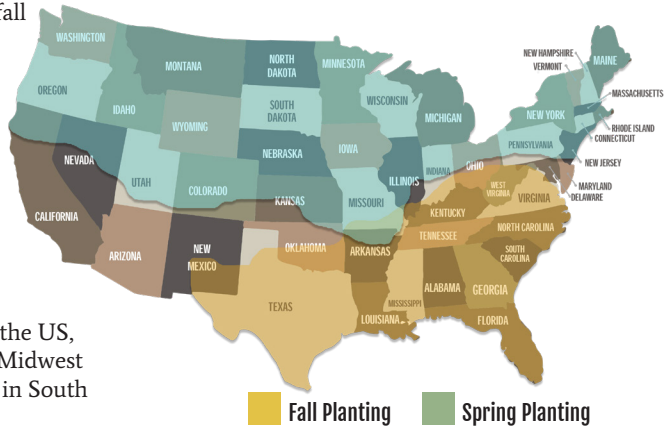 fall
WASHINGTON
MONTANA
NORTH
DAKOTA
MINNESOTA
OREGON
IDAHO
WYOMING
SOUTH
DAKOTA
WISCONSIN
MICHIGAN
NEW HAMPSHIRE
VERMONT
MAINE
MASSACHUSETTS
NEW YORK
RHODE ISLAND
CONNECTICUT
PENNSYLVANIA
NEW JERSEY
MARYLAND
DELAWARE
NEVADA
UTAH
COLORADO
NEBRASKA
IOWA
KANSAS
MISSOURI
ILLINOIS
INDIANA
OHIO
WEST
VIRGINIA
VIRGINIA
KENTUCKY
CALIFORNIA
ARIZONA
NEW
MEXICO
OKLAHOMA
ARKANSAS
TENNESSEE
NORTH CAROLINA
SOUTH
CAROLINA
TEXAS
LOUISIANA
MISSISSIPPI
ALABAMA
GEORGIA
FLORIDA
the US,
Midwest
in South
Fall Planting
Spring Planting